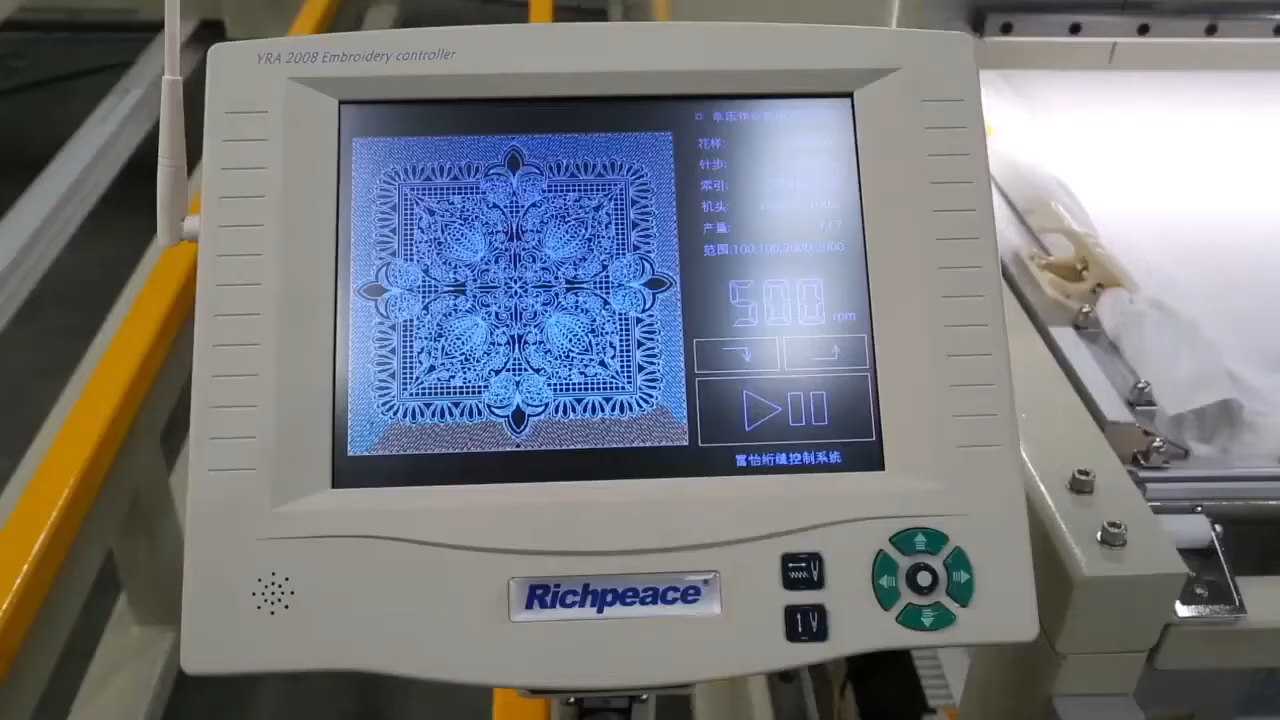 YRA 2008 Embroidery controller
花样:
针步:
索引:
机头:
产量:
范围:100,100,2000,2000
500 rpm
富怡绗缝控制系统
Richpeace